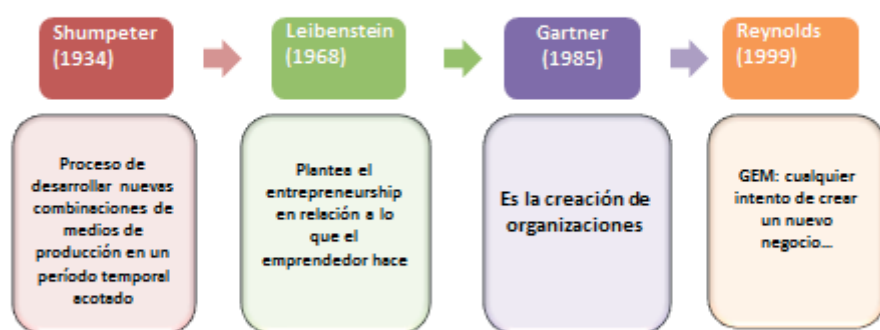 Shumpeter
(1934)
Leibenstein
(1968)
Gartner
(1985)
Reynolds
(1999)
Proceso de
desarrollar nuevas
combinaciones de
medios de
producción en un
período temporal
acotado
Plantea el
entrepreneurship
en relación a lo
que el
emprendedor hace
Es la creación de
organizaciones
GEM: cualquier
intento de crear
un nuevo
negocio...